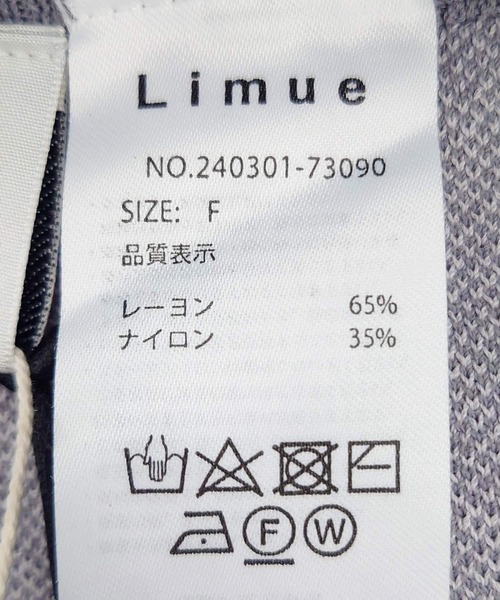 Limue
NO.240301-73090
SIZE: F
品質表示
レーヨン 65%
ナイロン 35%
F W